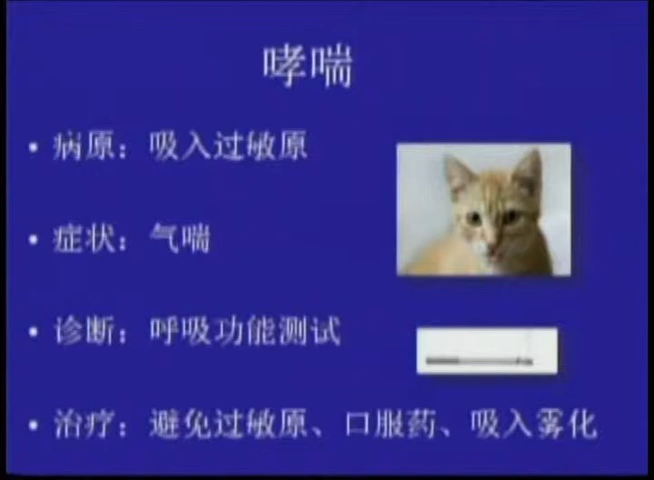 哮喘
• 病原：吸入过敏原
• 症状：气喘
• 诊断：呼吸功能测试
• 治疗：避免过敏原、口服药、吸入雾化